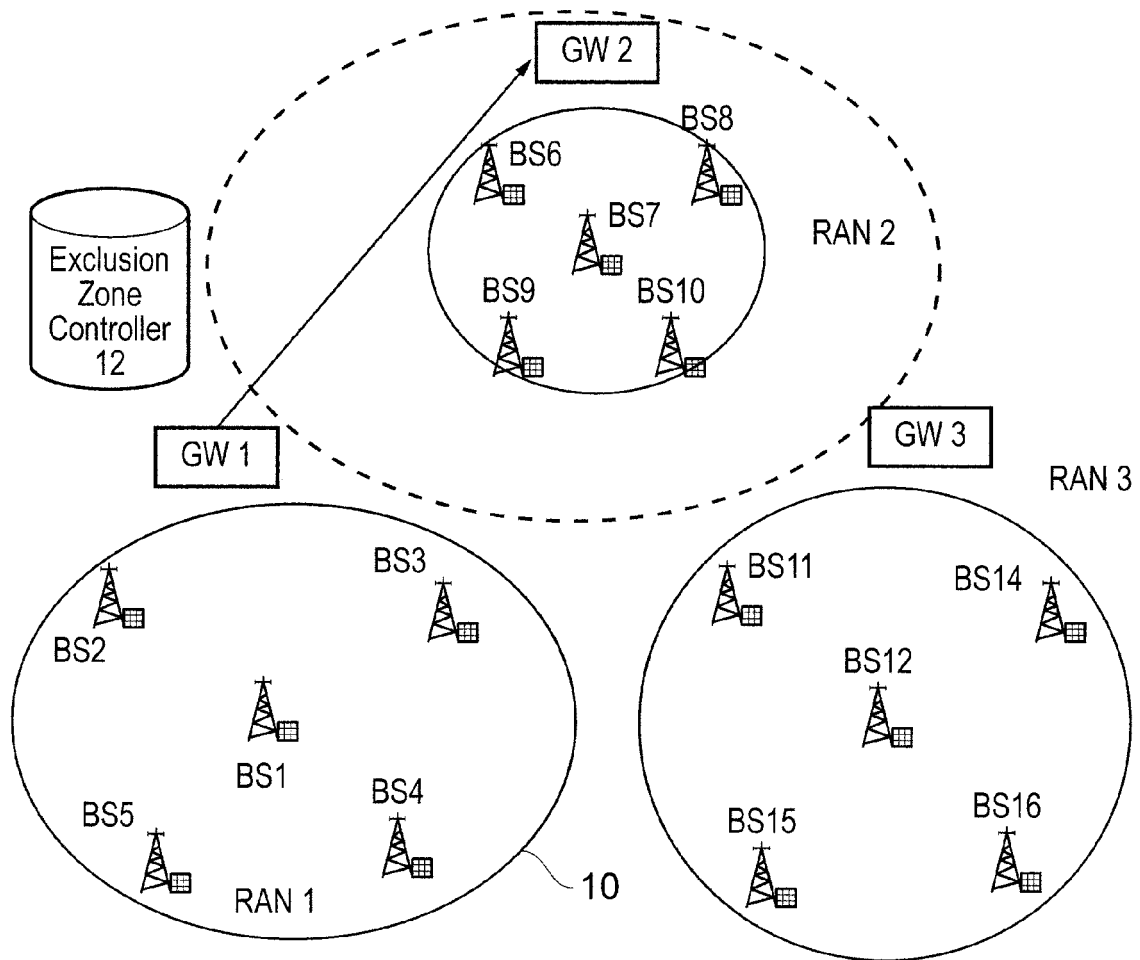 GW 2
BS8
BS6
BS7
RAN 2
Exclusion
Zone
Controller
12
BS9
BS10
GW 1
GW 3
RAN 3
BS3
BS11
BS14
BS2
BS12
BS1
BS4
BS5
BS15
BS16
10
RAN 1